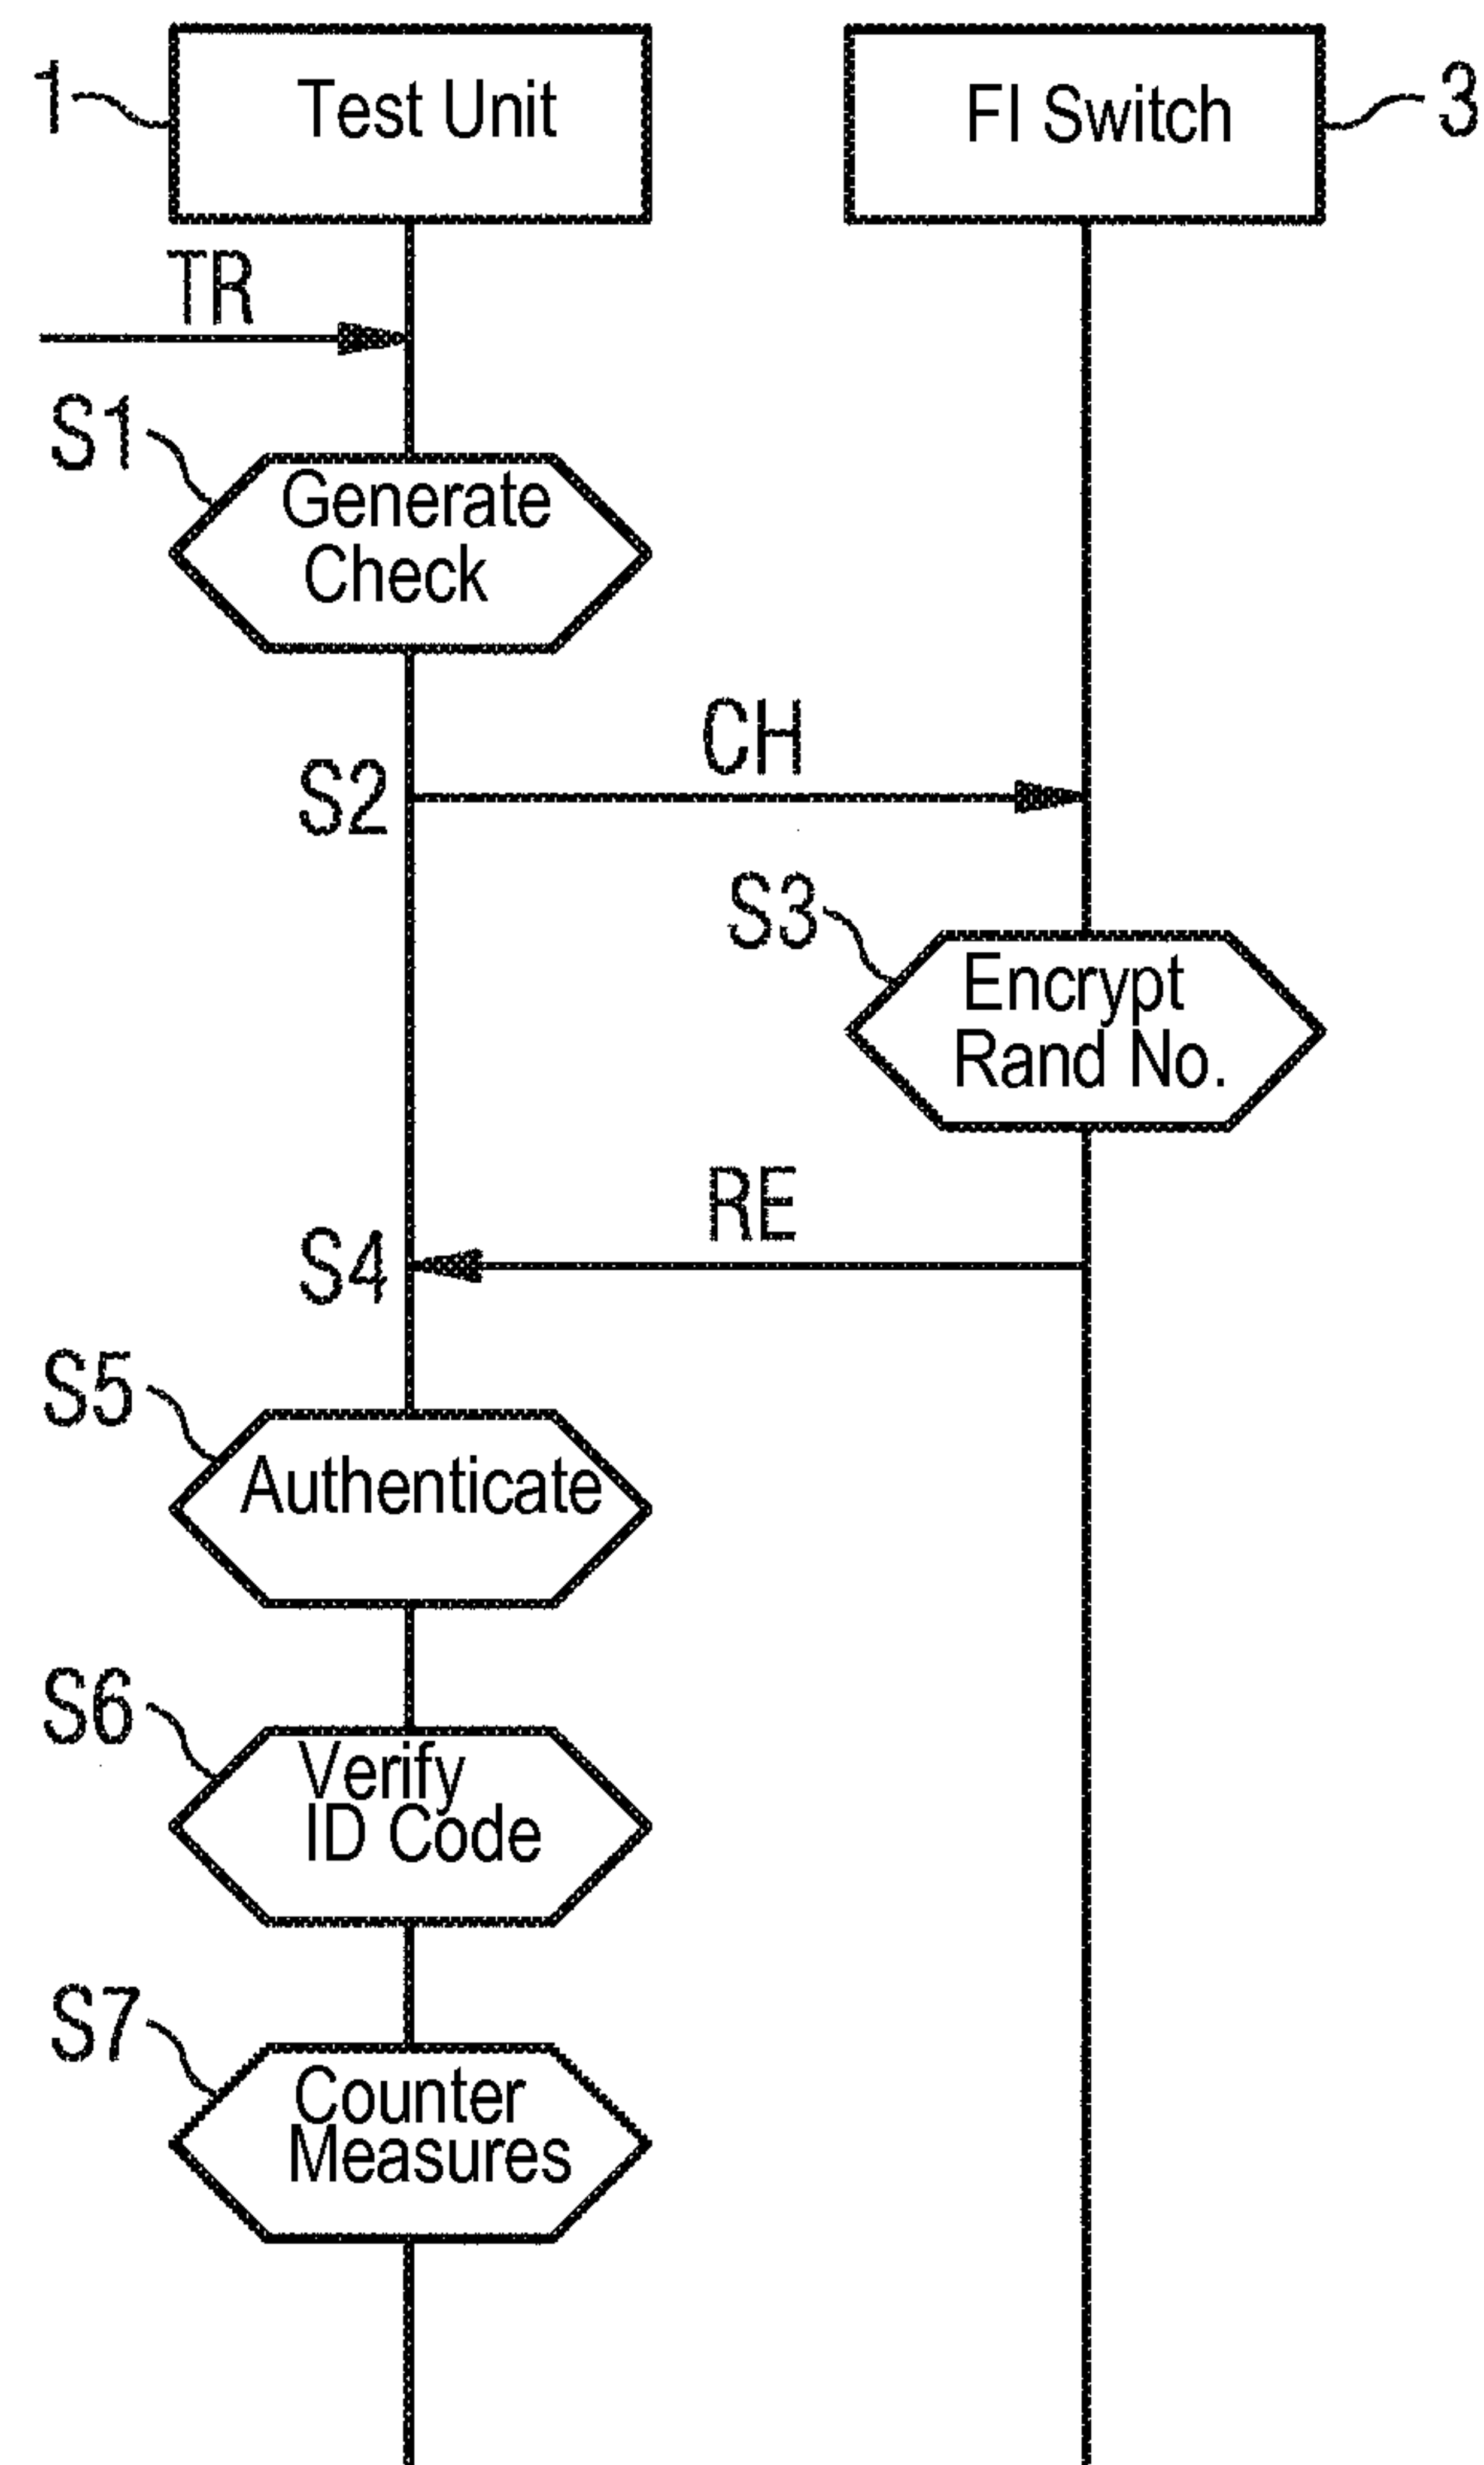 1
Test Unit
FI Switch
3
TR
S1
Generate
Check
CH
S2
S3
Encrypt
Rand No.
RE
S4
S5
Authenticate
S6
Verify
ID Code
S7
Counter
Measures